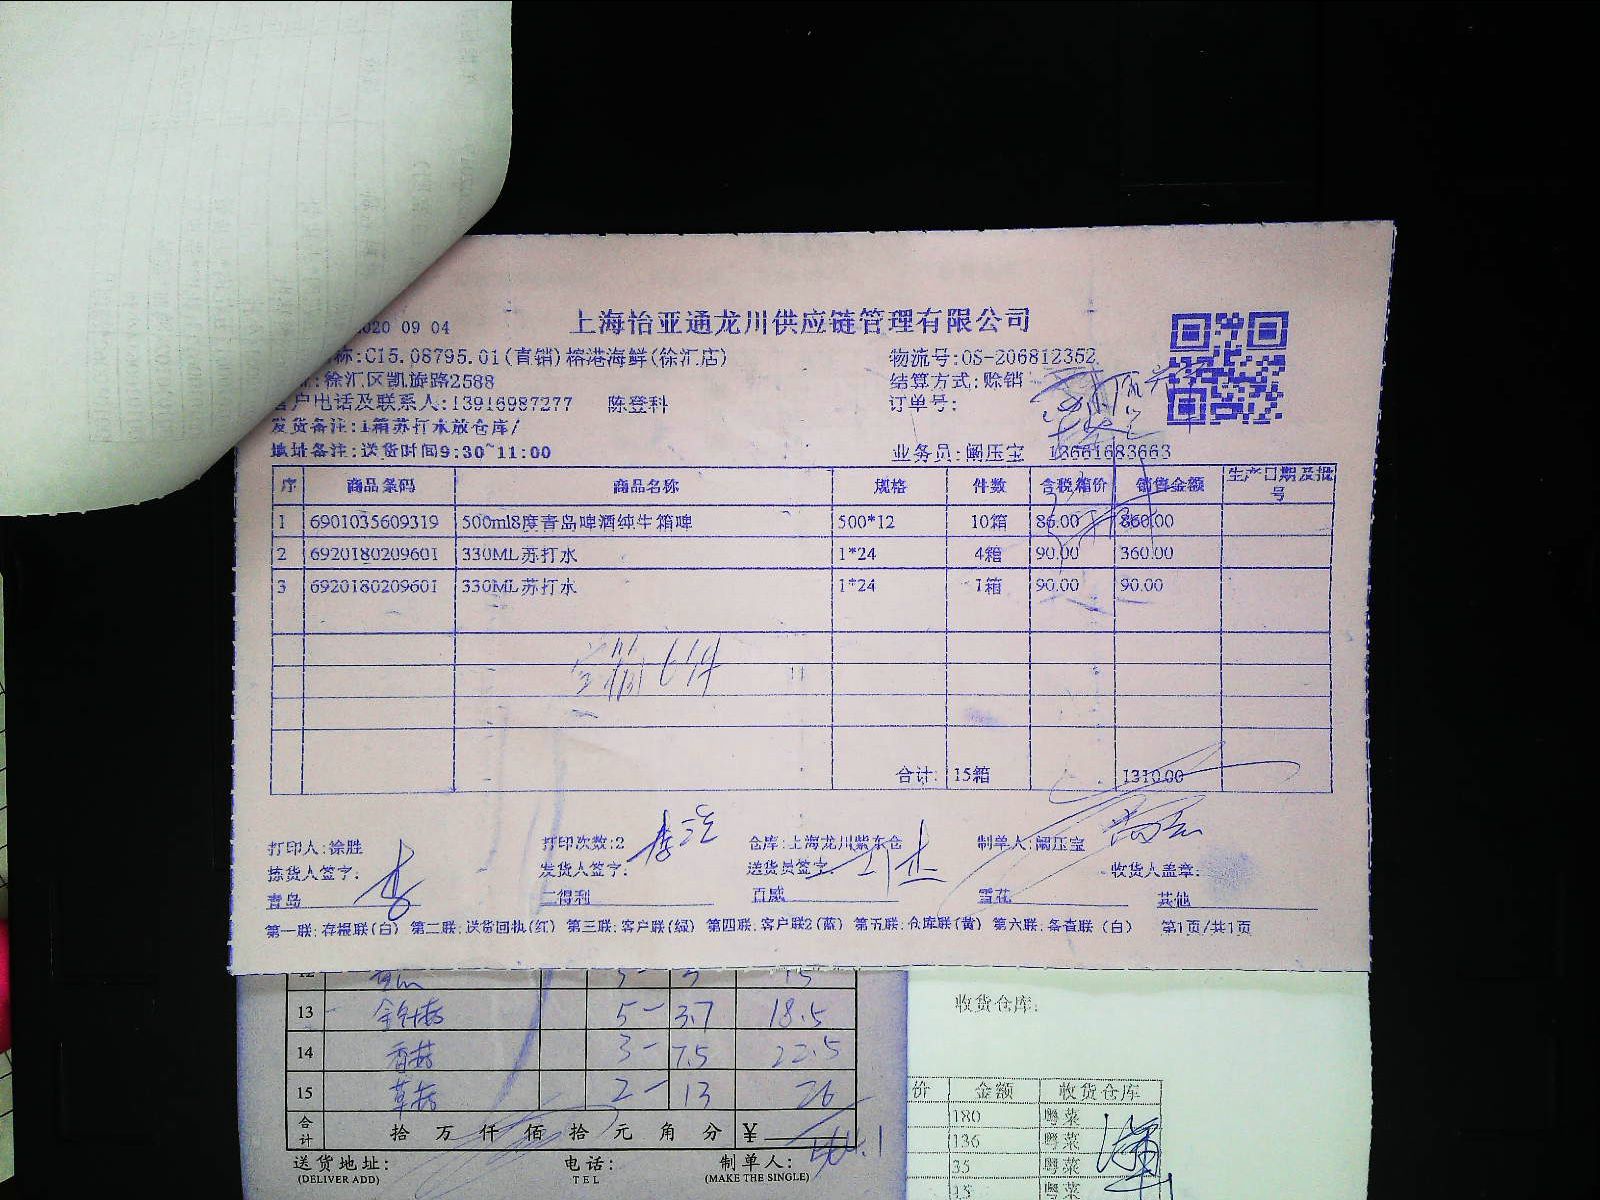 2020 09 04
上海怡亚通龙川供应链管理有限公司
称:C15.08795.01(直销)榕港海鲜(徐汇店)
物流号:OS-206812352
址:徐汇区凯旋路2588
结算方式:赊销
客户电话及联系人:13916987277 陈登科
订单号:
发货备注:1箱苏打水放仓库/
地址备注:送货时间9:30~11:00
业务员:阚压宝 13661683663
序 商品条码 商品名称 规格 件数 含税箱价 销售金额 生产日期及批号
1 6901035609319 500ml8度青岛啤酒纯生箱啤 500*12 10箱 86.00 860.00
2 6920180209601 330ML苏打水 1*24 4箱 90.00 360.00
3 6920180209601 330ML苏打水 1*24 1箱 90.00 90.00
合计: 15箱 1310.00
打印人:徐胜 打印次数:2 仓库:上海龙川紫东仓 制单人:阚压宝
拣货人签字: 发货人签字: 送货员签字: 收货人盖章:
青岛 三得利 百威 雪花 其他
第一联:存根联(白) 第二联:送货回执(红) 第三联:客户联(绿) 第四联:客户联2(蓝) 第五联:仓库联(黄) 第六联:备查联(白) 第1页/共1页
13 金针菇 5- 3.7 18.5
14 香菇 3- 7.5 22.5
15 草菇 2- 13 26
合计 拾 万 仟 佰 拾 元 角 分 ¥
送货地址: 电话: 制单人:
(DELIVER ADD) TEL (MAKE THE SINGLE)
收货仓库:
价 金额 收货仓库
180 粤菜
136 粤菜
35 粤菜
15 粤菜